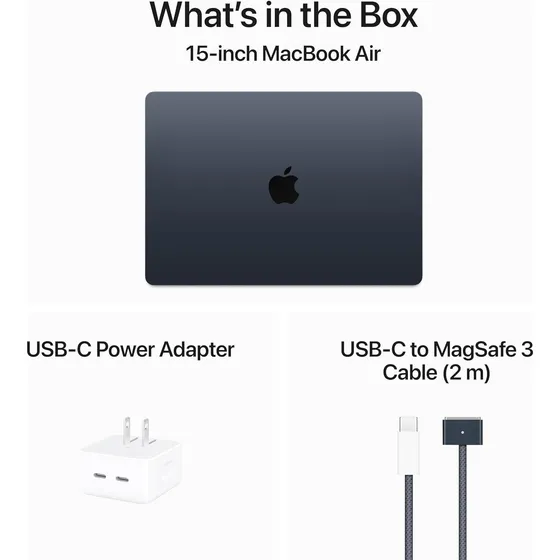 What’s in the Box
15-inch MacBook Air
USB-C Power Adapter
USB-C to MagSafe 3
Cable (2 m)